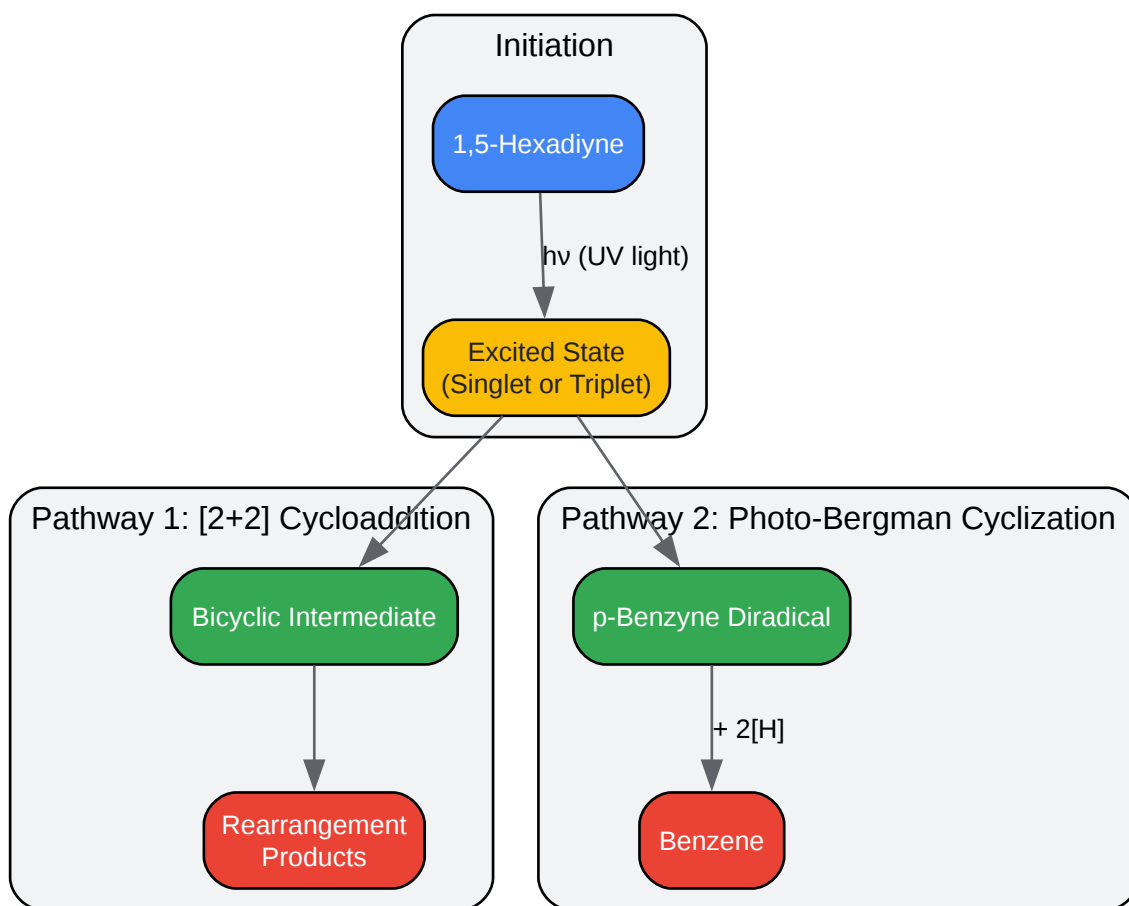 Initiation
1,5-Hexadiyne
hν (UV light)
Excited State
(Singlet or Triplet)
Pathway 1: [2+2] Cycloaddition
Bicyclic Intermediate
Rearrangement
Products
Pathway 2: Photo-Bergman Cyclization
p-Benzyne Diradical
+ 2[H]
Benzene